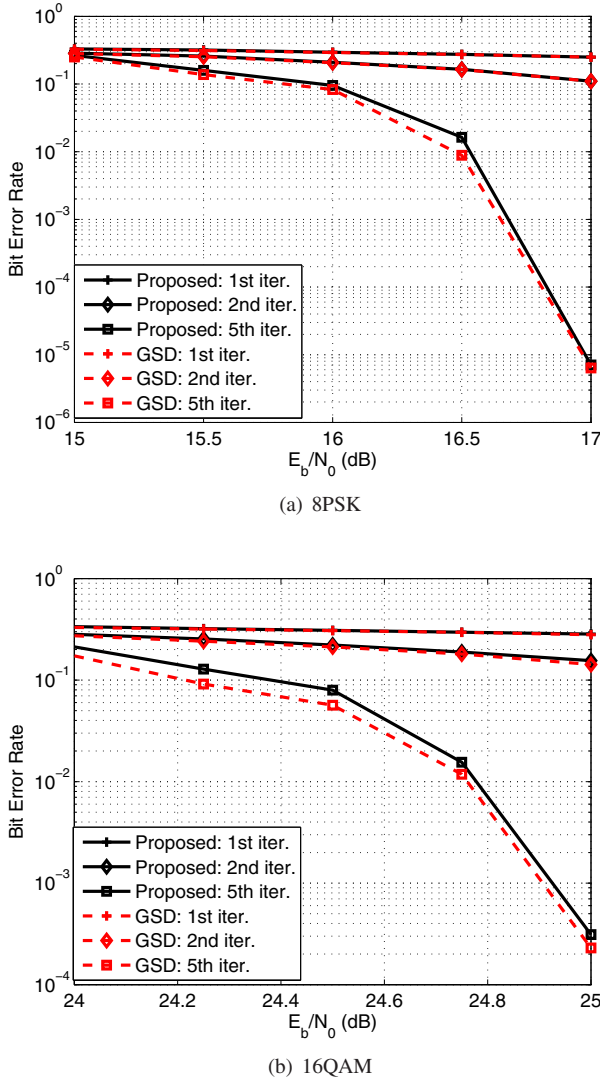 10^0
10^-1
10^-2
10^-3
10^-4
10^-5
10^-6
Bit Error Rate
Proposed: 1st iter.
Proposed: 2nd iter.
Proposed: 5th iter.
GSD: 1st iter.
GSD: 2nd iter.
GSD: 5th iter.
15 15.5 16 16.5 17
E_b/N_0 (dB)
(a) 8PSK
10^0
10^-1
10^-2
10^-3
10^-4
Bit Error Rate
Proposed: 1st iter.
Proposed: 2nd iter.
Proposed: 5th iter.
GSD: 1st iter.
GSD: 2nd iter.
GSD: 5th iter.
24 24.2 24.4 24.6 24.8 25
E_b/N_0 (dB)
(b) 16QAM